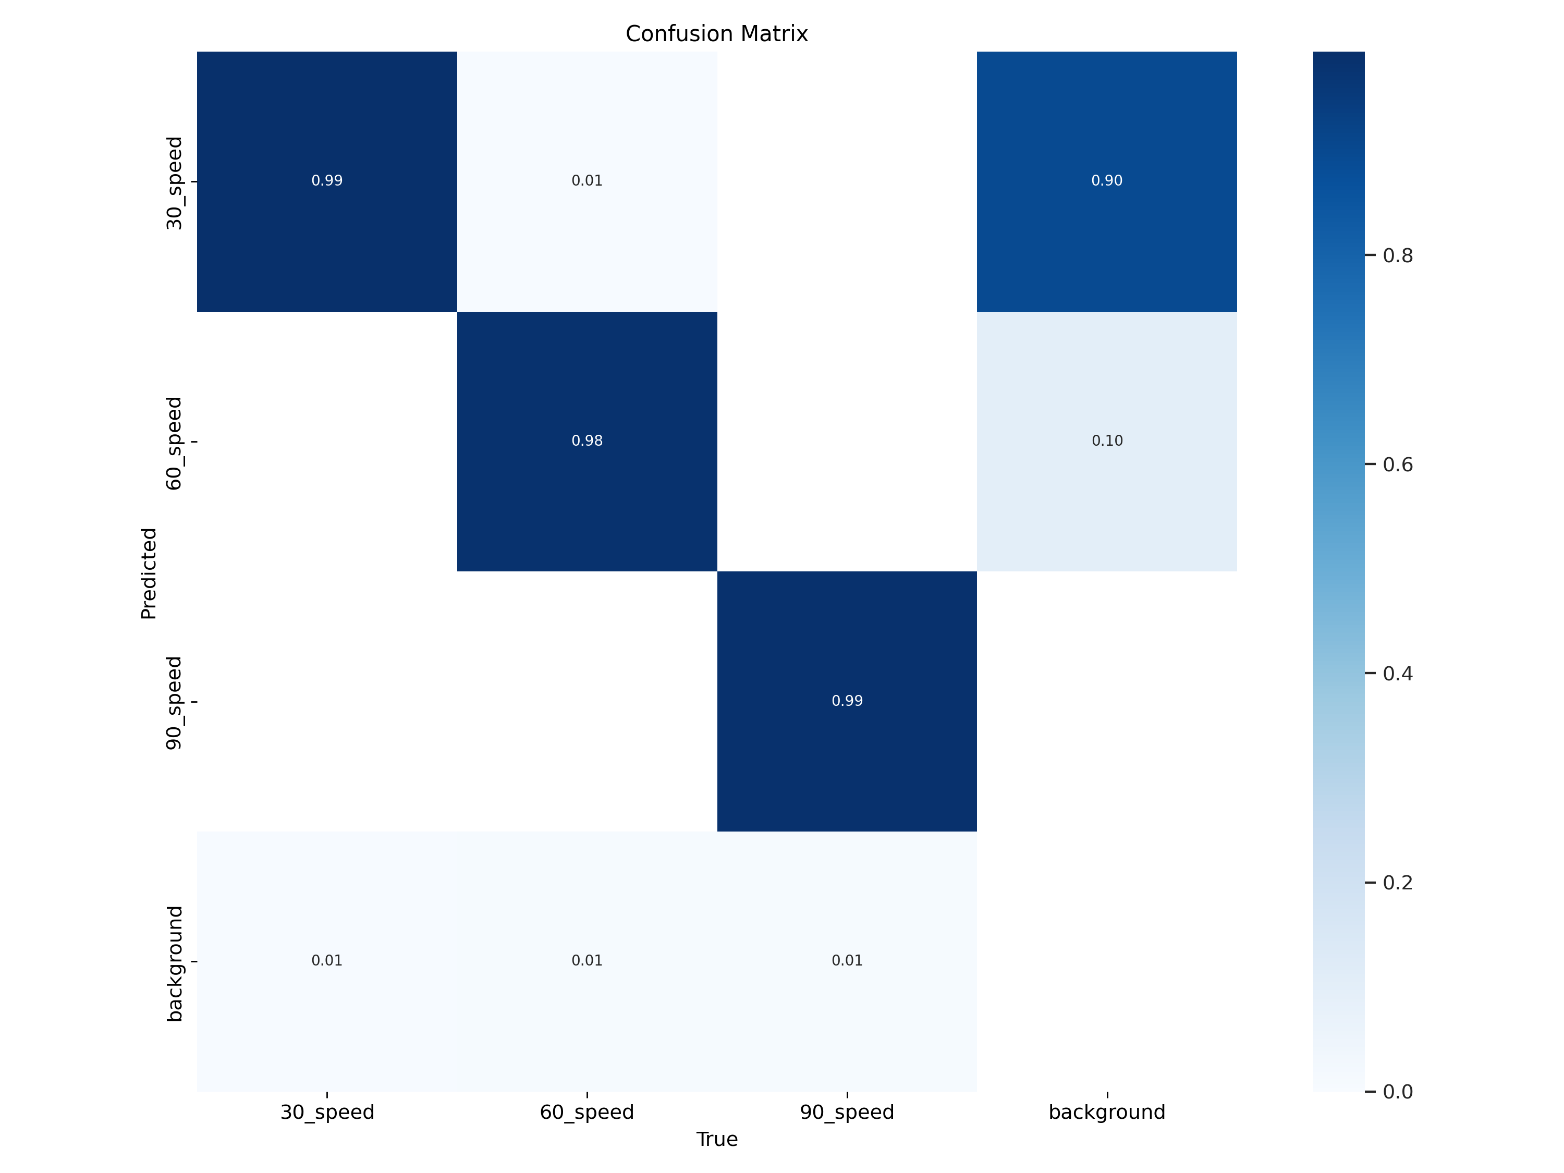 Confusion Matrix
30_speed
0.99
0.01
0.90
0.8
60_speed
0.98
0.10
0.6
Predicted
90_speed
0.99
0.4
0.2
background
0.01
0.01
0.01
0.0
30_speed
60_speed
90_speed
background
True